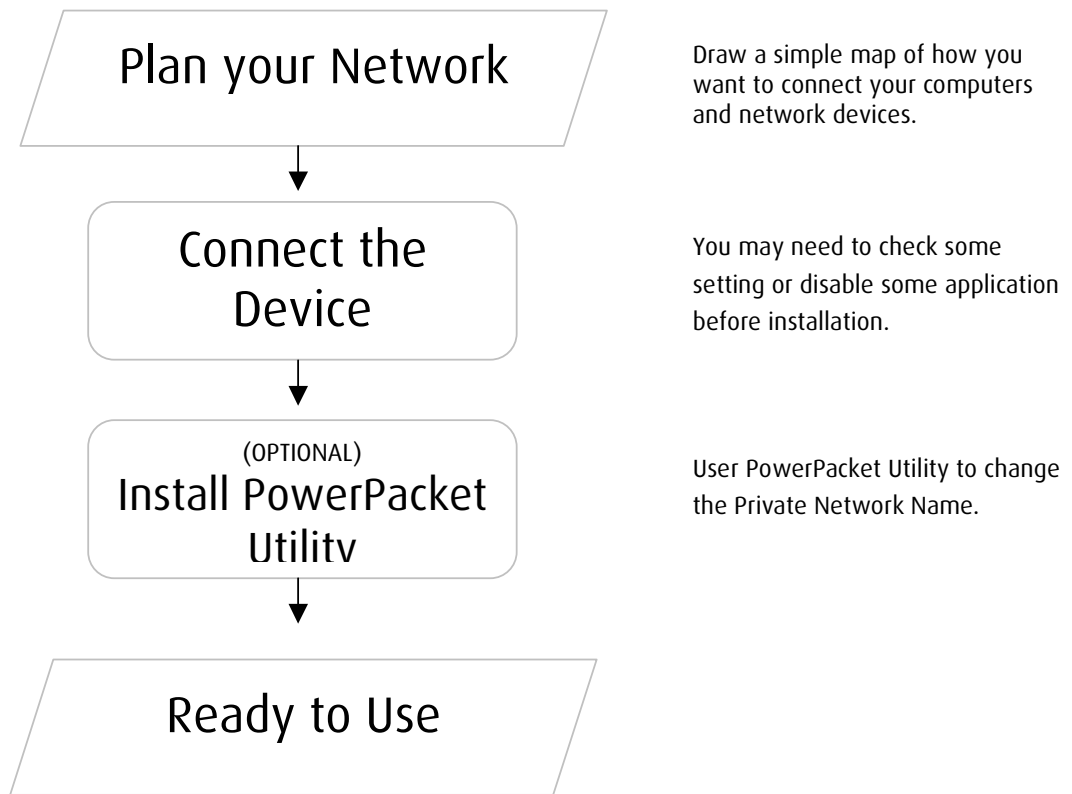 Plan your Network
Draw a simple map of how you
want to connect your computers
and network devices.
Connect the
Device
You may need to check some
setting or disable some application
before installation.
(OPTIONAL)
Install PowerPacket
Utility
User PowerPacket Utility to change
the Private Network Name.
Ready to Use